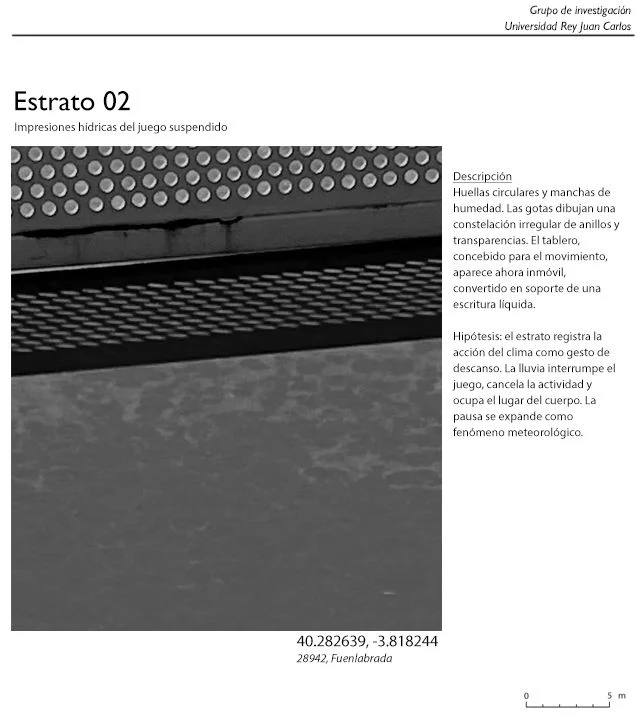 Grupo de investigación
Universidad Rey Juan Carlos
Estrato 02
Impresiones hídricas del juego suspendido
Descripción
Huellas circulares y manchas de
humedad. Las gotas dibujan una
constelación irregular de anillos y
transparencias. El tablero,
concebido para el movimiento,
aparece ahora inmóvil,
convertido en soporte de una
escritura líquida.
Hipótesis: el estrato registra la
acción del clima como gesto de
descanso. La lluvia interrumpe el
juego, cancela la actividad y
ocupa el lugar del cuerpo. La
pausa se expande como
fenómeno meteorológico.
40.282639, -3.818244
28942, Fuenlabrada
0 5 m